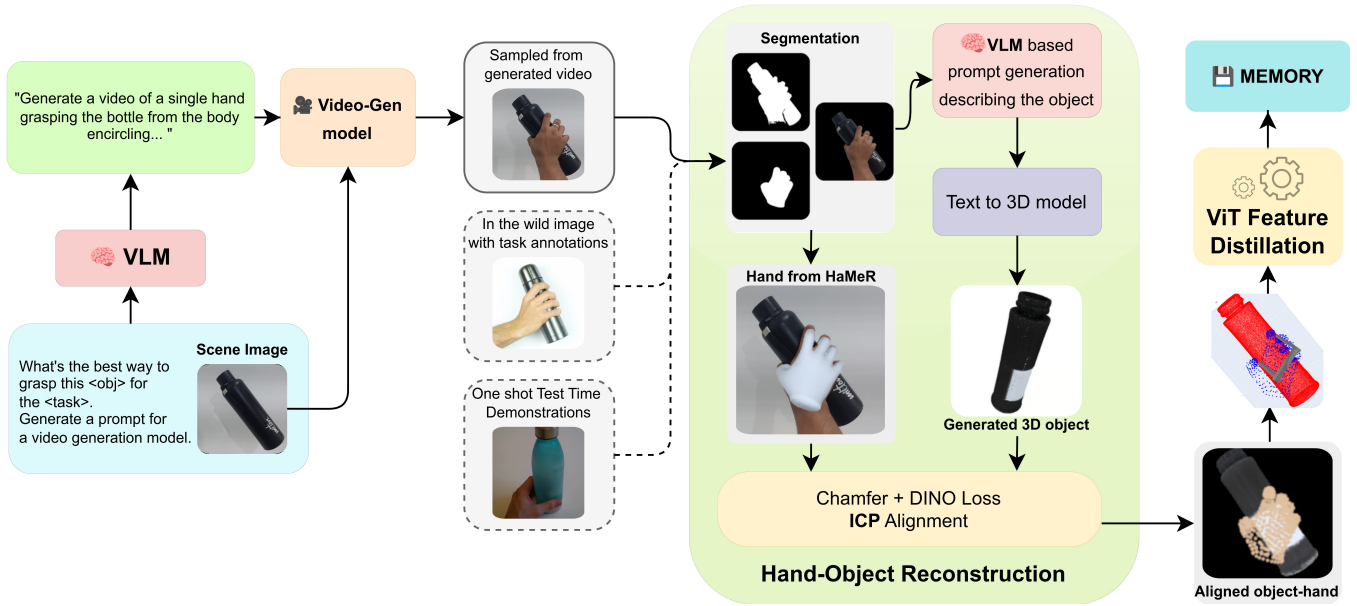 "Generate a video of a single hand
grasping the bottle from the body
encircling... "
VLM
What's the best way to
grasp this <obj> for
the <task>.
Generate a prompt for
a video generation model.
Scene Image
Video-Gen
model
Sampled from
generated video
In the wild image
with task annotations
One shot Test Time
Demonstrations
Segmentation
VLM based
prompt generation
describing the object
Text to 3D model
Hand from HaMeR
Generated 3D object
Chamfer + DINO Loss
ICP Alignment
Hand-Object Reconstruction
MEMORY
ViT Feature
Distillation
Aligned object-hand